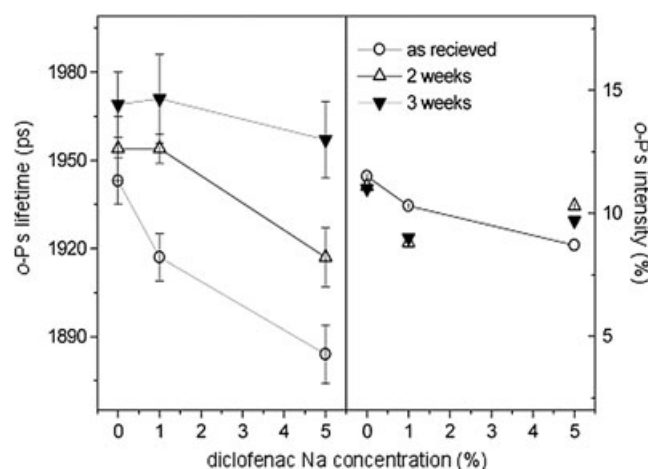 o-Ps lifetime (ps)
1980
1950
1920
1890
as recieved
2 weeks
3 weeks
15
10
5
o-Ps intensity (%)
0 1 2 3 4 5 0 1 2 3 4 5
diclofenac Na concentration (%)